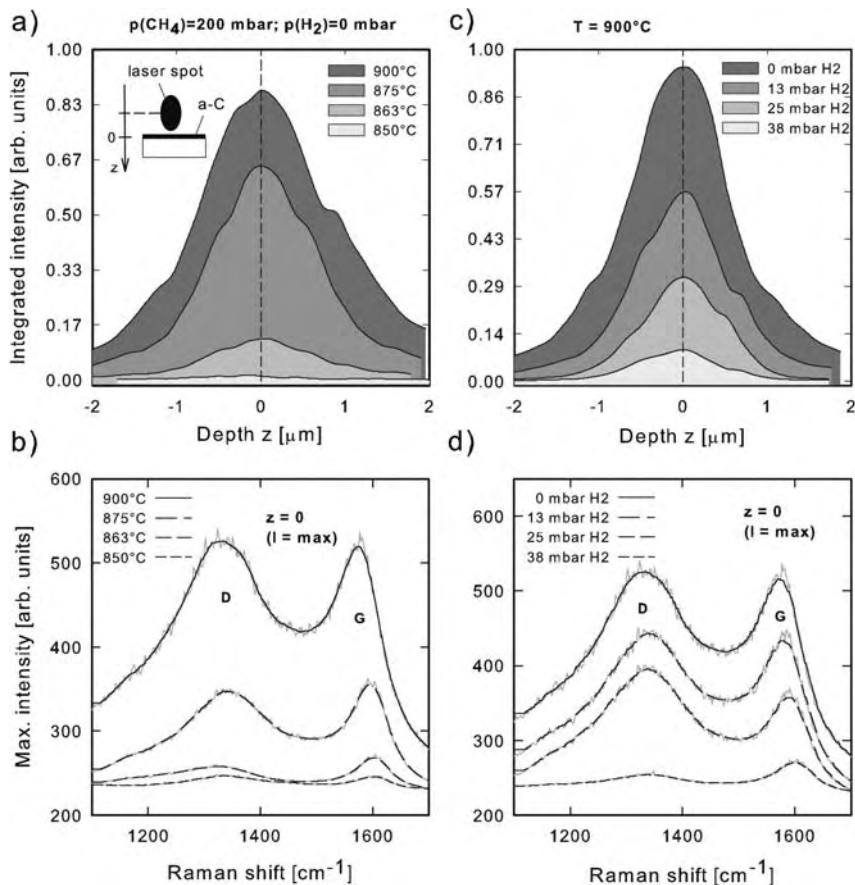 a)
p(CH4)=200 mbar; p(H2)=0 mbar
Integrated intensity [arb. units]
1.00
0.83
0.67
0.50
0.33
0.17
0.00
laser spot
a-C
0
z
900°C
875°C
863°C
850°C
-2
-1
0
1
2
Depth z [μm]
c)
T = 900°C
1.00
0.86
0.71
0.57
0.43
0.29
0.14
0.00
0 mbar H2
13 mbar H2
25 mbar H2
38 mbar H2
-2
-1
0
1
2
Depth z [μm]
b)
Max. intensity [arb. units]
600
500
400
300
200
900°C
875°C
863°C
850°C
z = 0
(I = max)
D
G
1200
1400
1600
Raman shift [cm-1]
d)
600
500
400
300
200
0 mbar H2
13 mbar H2
25 mbar H2
38 mbar H2
z = 0
(I = max)
D
G
1200
1400
1600
Raman shift [cm-1]